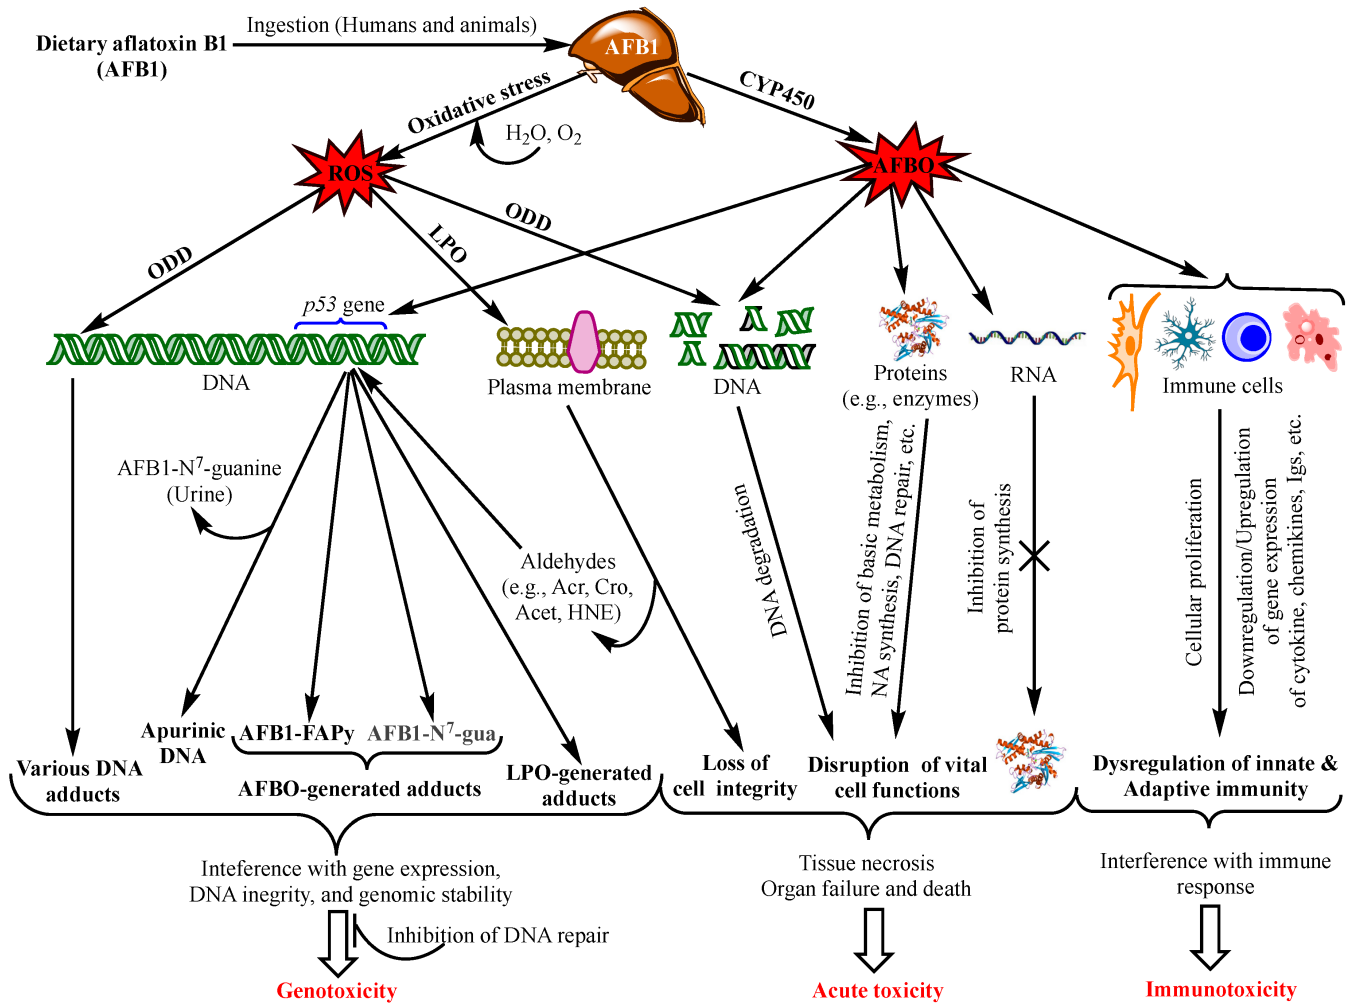 Ingestion (Humans and animals)
Dietary aflatoxin B1
(AFB1)
AFB1
Oxidative stress
CYP450
H2O, O2
ROS
AFBO
ODD
LPO
ODD
p53 gene
DNA
Plasma membrane
DNA
Proteins
(e.g., enzymes)
RNA
Immune cells
AFB1-N7-guanine
(Urine)
Aldehydes
(e.g., Acr, Cro,
Acet, HNE)
DNA degradation
Inhibition of basic metabolism,
NA synthesis, DNA repair, etc.
Inhibition of
protein synthesis
Cellular proliferation
Downregulation/Upregulation
of gene expression
of cytokine, chemikines, Igs, etc.
Various DNA
adducts
Apurinic
DNA
AFB1-FAPy
AFB1-N7-gua
AFBO-generated adducts
LPO-generated
adducts
Loss of
cell integrity
Disruption of vital
cell functions
Dysregulation of innate &
Adaptive immunity
Inteference with gene expression,
DNA inegrity, and genomic stability
Tissue necrosis
Organ failure and death
Interference with immune
response
Inhibition of DNA repair
Genotoxicity
Acute toxicity
Immunotoxicity